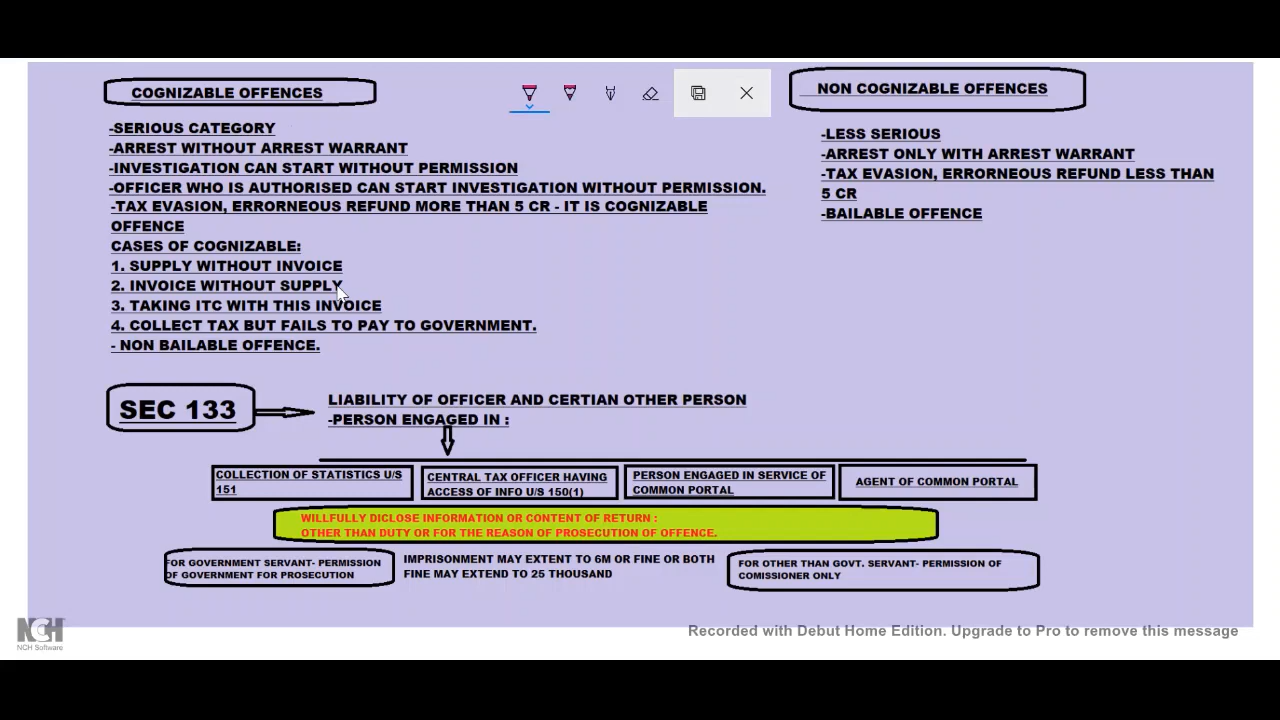 COGNIZABLE OFFENCES
-SERIOUS CATEGORY
-ARREST WITHOUT ARREST WARRANT
-INVESTIGATION CAN START WITHOUT PERMISSION
-OFFICER WHO IS AUTHORISED CAN START INVESTIGATION WITHOUT PERMISSION.
-TAX EVASION, ERRORNEOUS REFUND MORE THAN 5 CR - IT IS COGNIZABLE
OFFENCE
CASES OF COGNIZABLE:
1. SUPPLY WITHOUT INVOICE
2. INVOICE WITHOUT SUPPLY
3. TAKING ITC WITH THIS INVOICE
4. COLLECT TAX BUT FAILS TO PAY TO GOVERNMENT.
- NON BAILABLE OFFENCE.
NON COGNIZABLE OFFENCES
-LESS SERIOUS
-ARREST ONLY WITH ARREST WARRANT
-TAX EVASION, ERRORNEOUS REFUND LESS THAN
5 CR
-BAILABLE OFFENCE
SEC 133
LIABILITY OF OFFICER AND CERTIAN OTHER PERSON
-PERSON ENGAGED IN :
COLLECTION OF STATISTICS U/S
151
CENTRAL TAX OFFICER HAVING
ACCESS OF INFO U/S 150(1)
PERSON ENGAGED IN SERVICE OF
COMMON PORTAL
AGENT OF COMMON PORTAL
WILLFULLY DICLOSE INFORMATION OR CONTENT OF RETURN :
OTHER THAN DUTY OR FOR THE REASON OF PROSECUTION OF OFFENCE.
FOR GOVERNMENT SERVANT- PERMISSION
OF GOVERNMENT FOR PROSECUTION
IMPRISONMENT MAY EXTENT TO 6M OR FINE OR BOTH
FINE MAY EXTEND TO 25 THOUSAND
FOR OTHER THAN GOVT. SERVANT- PERMISSION OF
COMISSIONER ONLY
NCH
NCH Software
Recorded with Debut Home Edition. Upgrade to Pro to remove this message